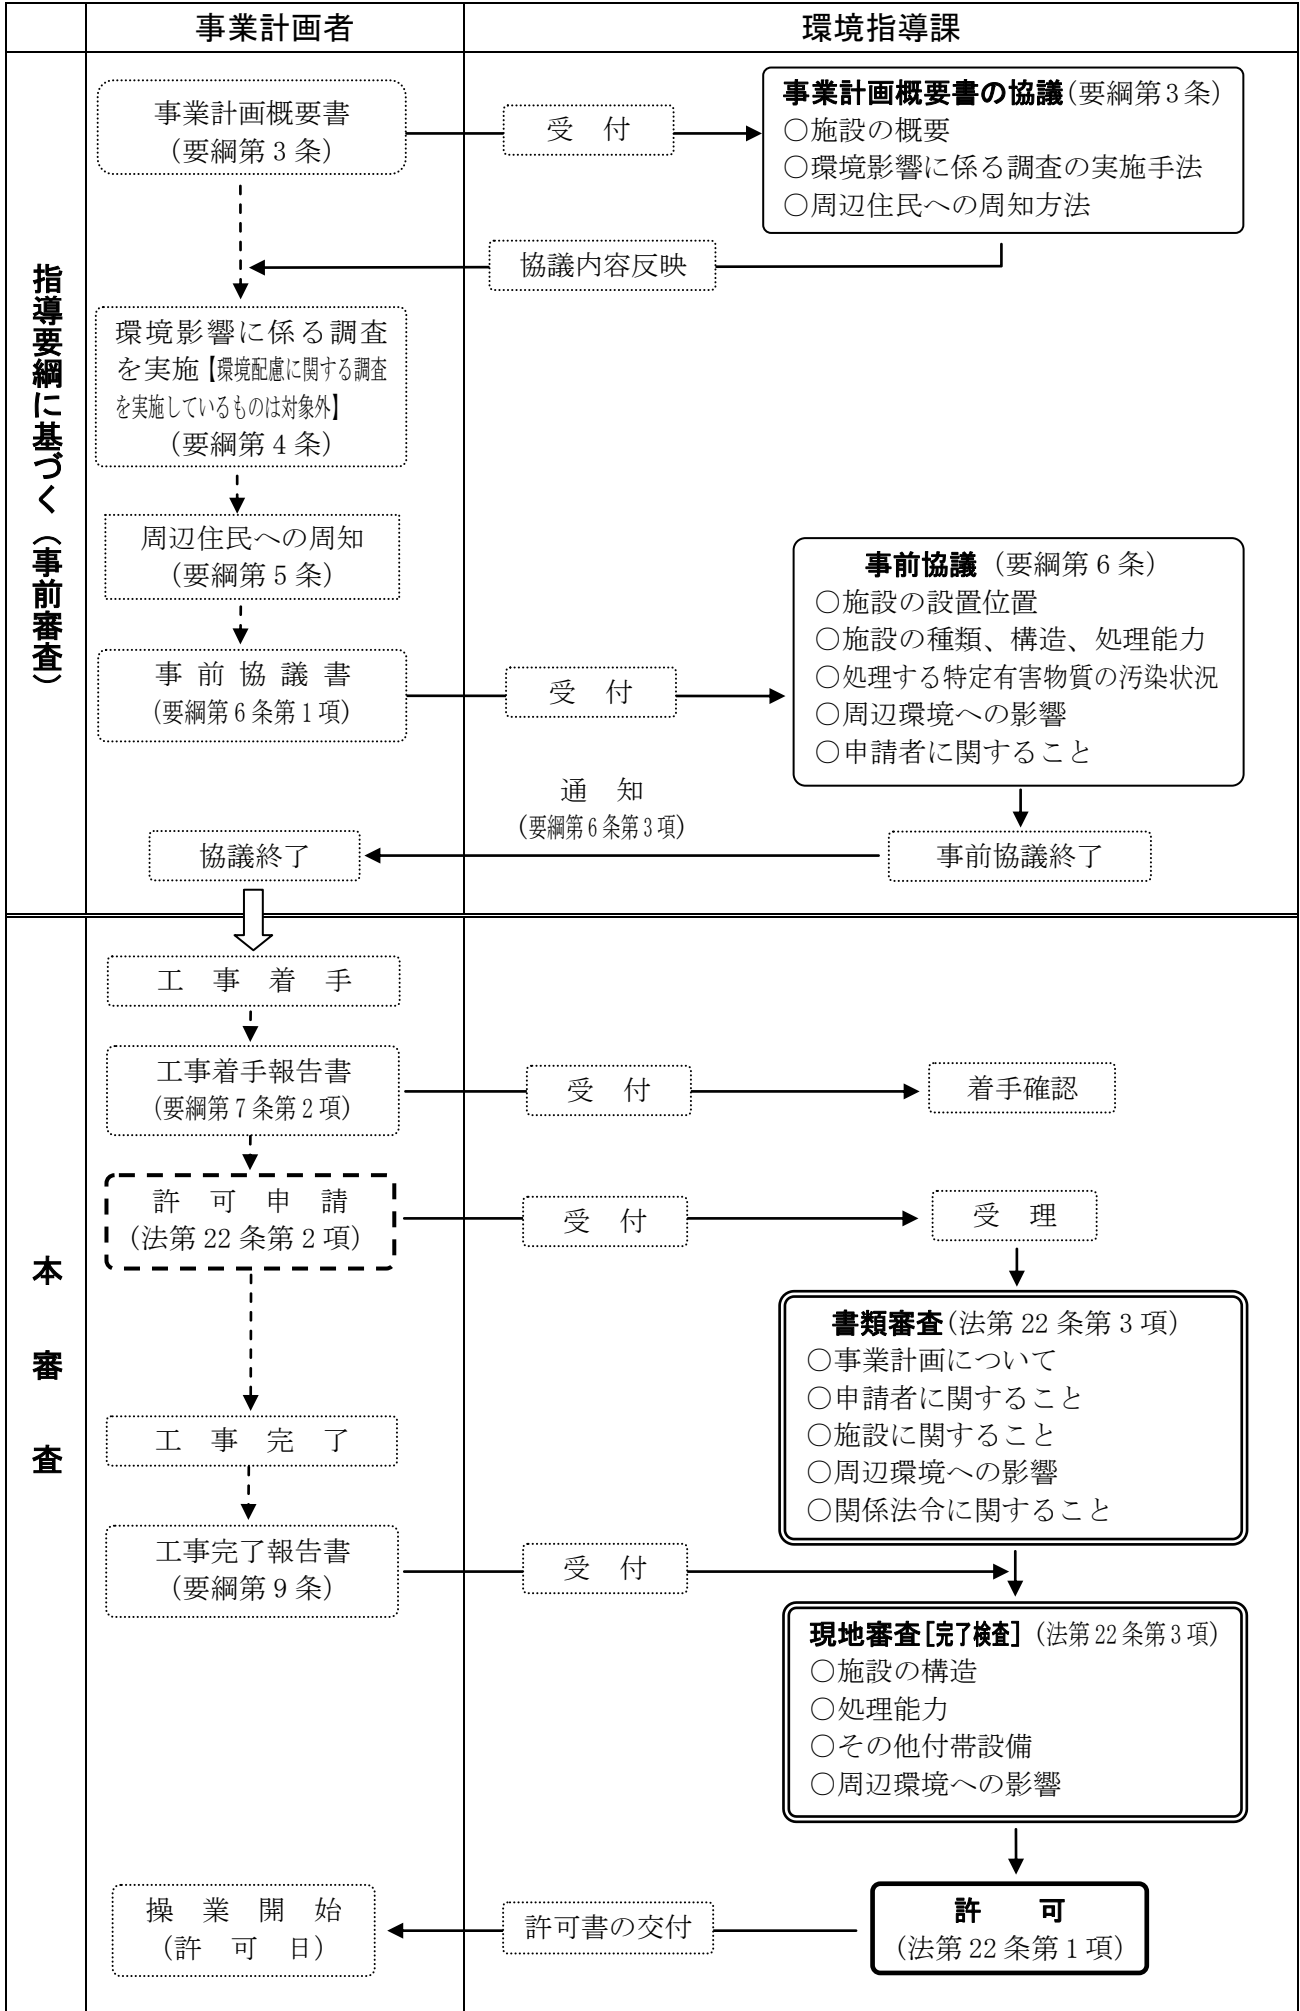 事業計画者
環境指導課
指導要綱に基づく（事前審査）
事業計画概要書
（要綱第３条）
受　付
事業計画概要書の協議（要綱第３条）
○施設の概要
○環境影響に係る調査の実施手法
○周辺住民への周知方法
協議内容反映
環境影響に係る調査
を実施【環境配慮に関する調査
を実施しているものは対象外】
（要綱第４条）
周辺住民への周知
（要綱第５条）
事前協議書
（要綱第６条第１項）
受　付
事前協議（要綱第６条）
○施設の設置位置
○施設の種類、構造、処理能力
○処理する特定有害物質の汚染状況
○周辺環境への影響
○申請者に関すること
通　知
（要綱第６条第３項）
協議終了
事前協議終了
本審査
工　事　着　手
工事着手報告書
（要綱第７条第２項）
受　付
着手確認
許　可　申　請
（法第 22 条第２項）
受　付
受　理
書類審査（法第 22 条第３項）
○事業計画について
○申請者に関すること
○施設に関すること
○周辺環境への影響
○関係法令に関すること
工　事　完　了
工事完了報告書
（要綱第９条）
受　付
現地審査［完了検査］（法第 22 条第３項）
○施設の構造
○処理能力
○その他付帯設備
○周辺環境への影響
操　業　開　始
（許　可　日）
許可書の交付
許　　可
（法第 22 条第１項）